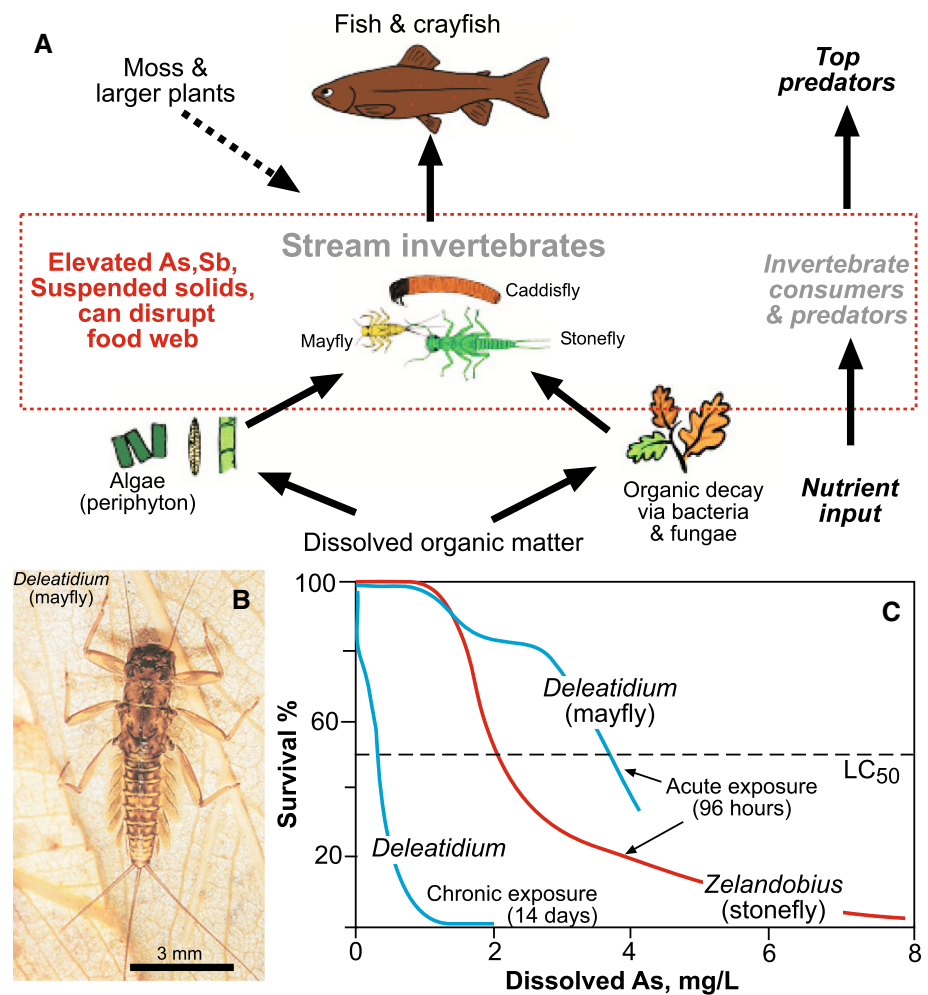 A
Fish & crayfish
Moss &
larger plants
Top
predators
Elevated As,Sb,
Suspended solids,
can disrupt
food web
Stream invertebrates
Caddisfly
Mayfly
Stonefly
Invertebrate
consumers
& predators
Algae
(periphyton)
Organic decay
via bacteria
& fungae
Nutrient
input
Dissolved organic matter
Deleatidium
(mayfly)
B
3 mm
C
100
60
20
Survival %
Deleatidium
(mayfly)
LC50
Acute exposure
(96 hours)
Deleatidium
Chronic exposure
(14 days)
Zelandobius
(stonefly)
0
2
4
6
8
Dissolved As, mg/L